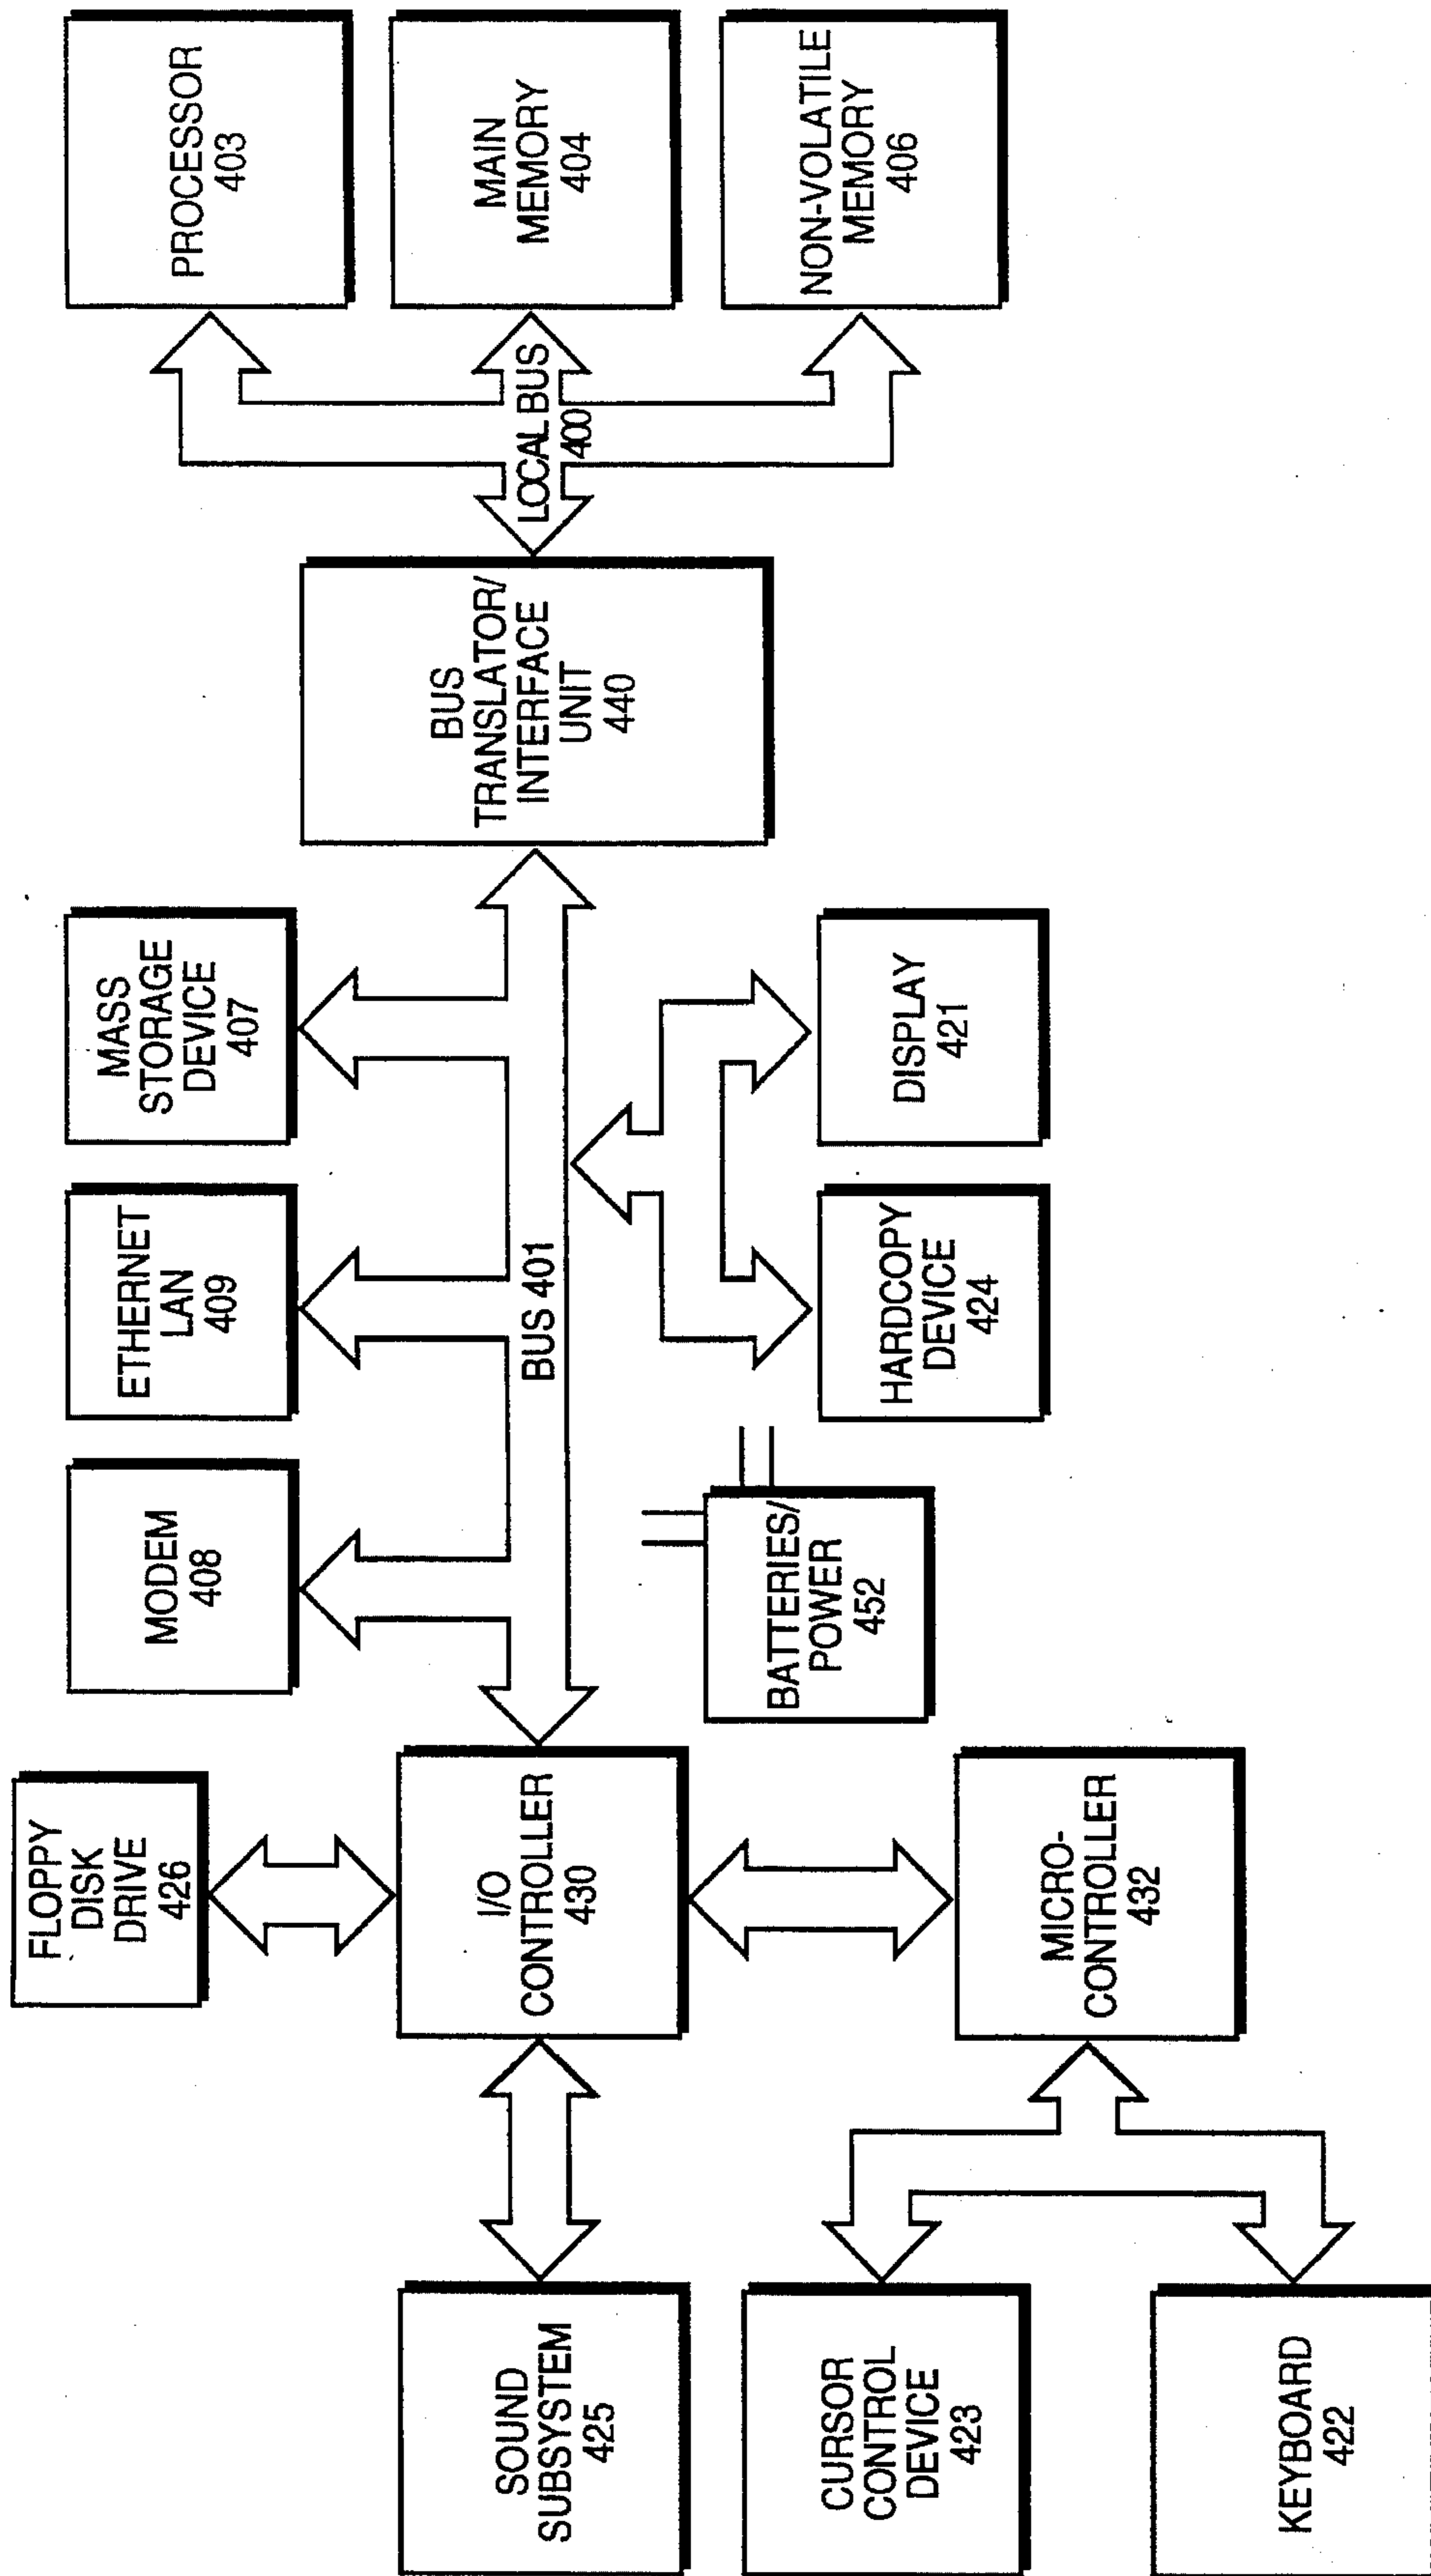 PROCESSOR
403
MAIN
MEMORY
404
NON-VOLATILE
MEMORY
406
LOCAL BUS
400
BUS
TRANSLATOR/
INTERFACE
UNIT
440
MASS
STORAGE
DEVICE
407
ETHERNET
LAN
409
MODEM
408
BUS 401
DISPLAY
421
HARDCOPY
DEVICE
424
BATTERIES/
POWER
452
FLOPPY
DISK
DRIVE
426
I/O
CONTROLLER
430
MICRO-
CONTROLLER
432
SOUND
SUBSYSTEM
425
CURSOR
CONTROL
DEVICE
423
KEYBOARD
422